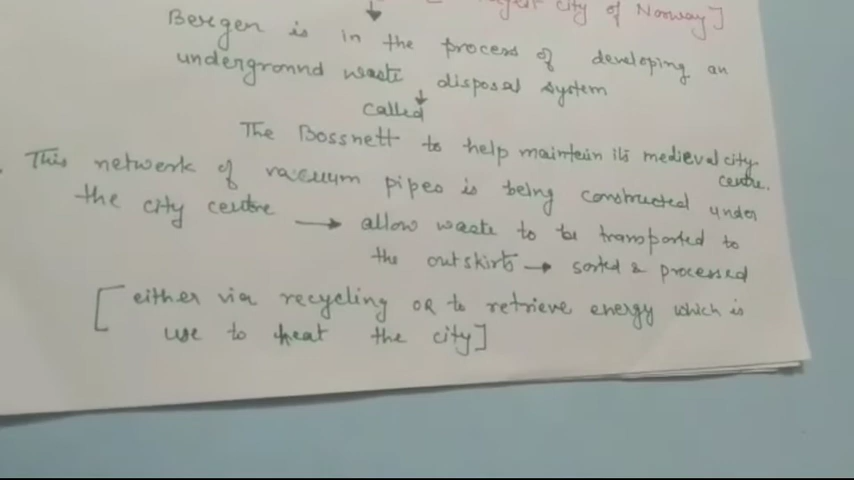 city of Norway]
Bergen is in the process of developing an
undergronnd waste disposal system
called
The Bossnett to help maintain its medieval city
centre.
This network of vaccum pipes is being constructed under
the city centre → allow waste to be transported to
the outskirts → sorted & processed
[either via recycling OR to retrieve energy which is
use to heat the city]